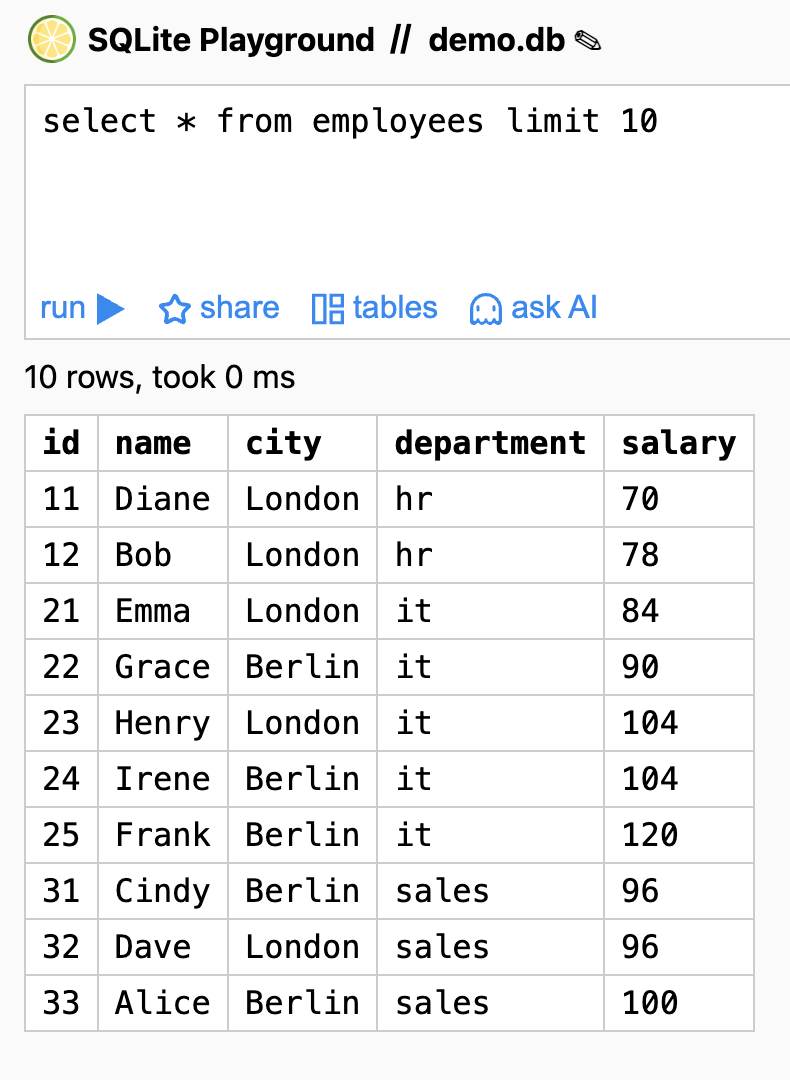 SQLite Playground // demo.db ✎
select * from employees limit 10
run share tables ask AI
10 rows, took 0 ms
id name city department salary
11 Diane London hr 70
12 Bob London hr 78
21 Emma London it 84
22 Grace Berlin it 90
23 Henry London it 104
24 Irene Berlin it 104
25 Frank Berlin it 120
31 Cindy Berlin sales 96
32 Dave London sales 96
33 Alice Berlin sales 100